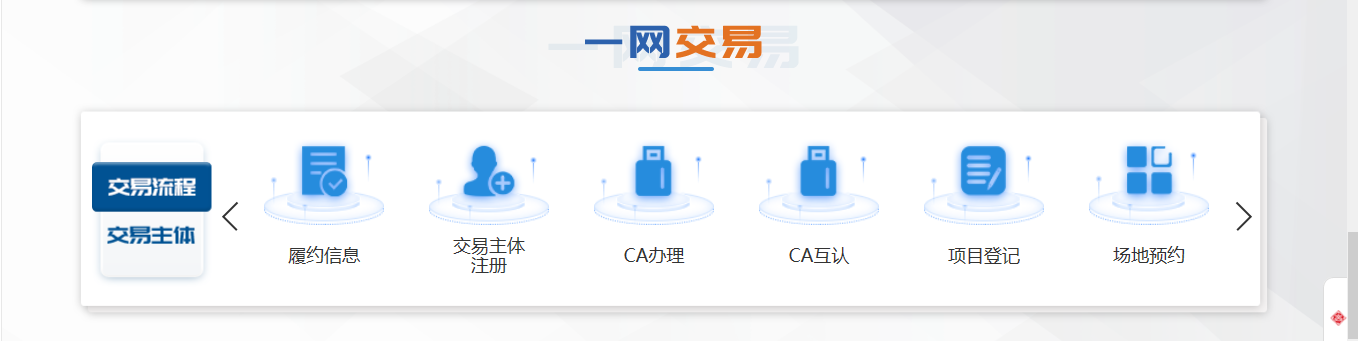 一网交易
交易流程
交易主体
履约信息
交易主体
注册
CA办理
CA互认
项目登记
场地预约